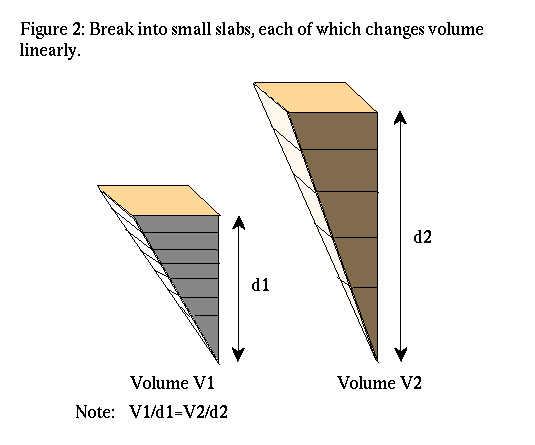 Figure 2: Break into small slabs, each of which changes volume
linearly.
d2
d1
Volume V1
Volume V2
Note: V1/d1=V2/d2